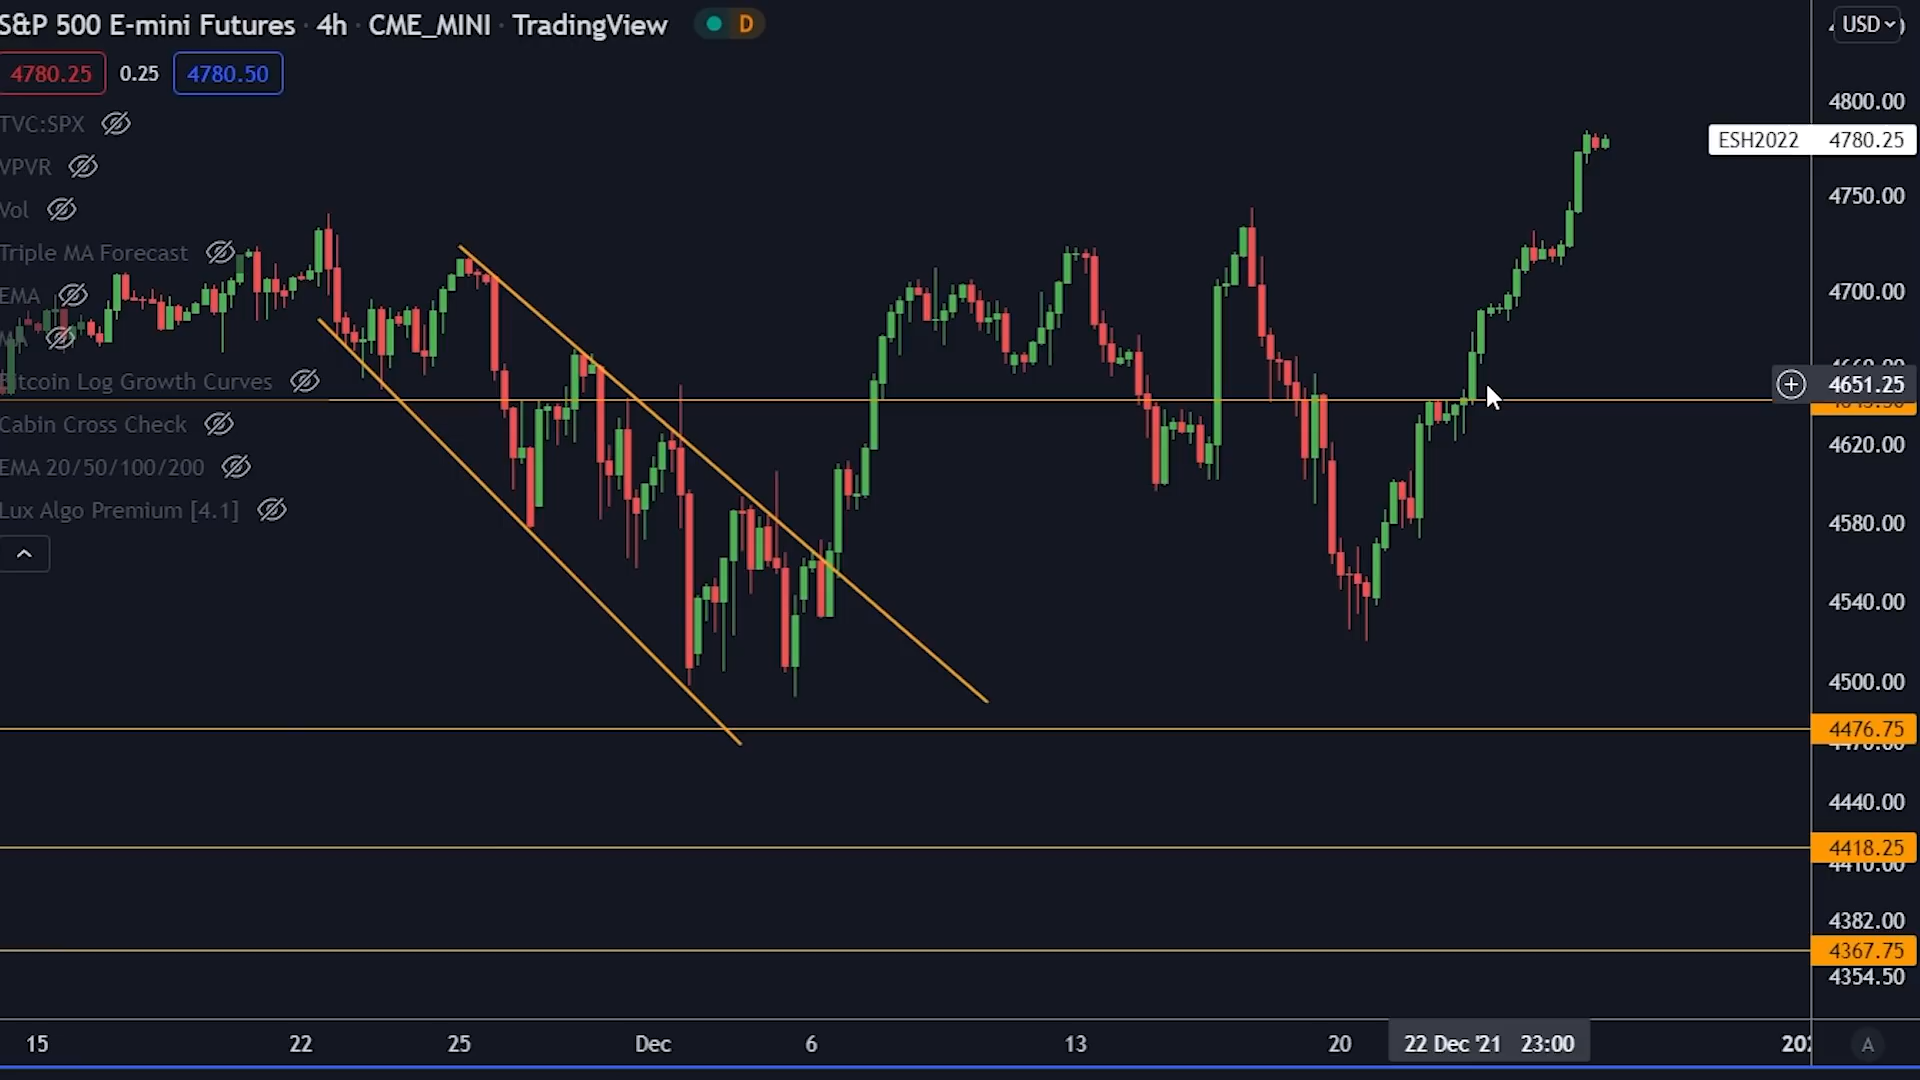 S&P 500 E-mini Futures · 4h · CME_MINI · TradingView D
4780.25 0.25 4780.50
TVC:SPX
VPVR
Vol
Triple MA Forecast
EMA
MA
Bitcoin Log Growth Curves
Cabin Cross Check
EMA 20/50/100/200
Lux Algo Premium [4.1]
USD
4800.00
ESH2022 4780.25
4750.00
4700.00
4651.25
4620.00
4580.00
4540.00
4500.00
4476.75
4440.00
4418.25
4382.00
4367.75
4354.50
15 22 25 Dec 6 13 20 22 Dec '21 23:00 A